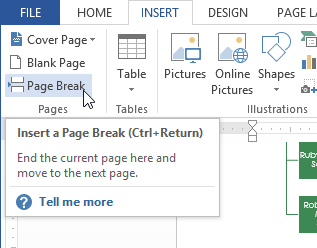 FILE HOME INSERT DESIGN PAGE LA
Cover Page
Blank Page
Page Break
Pages
Table
Tables
Pictures
Online
Pictures
Shapes
Illustrations
Insert a Page Break (Ctrl+Return)
End the current page here and
move to the next page.
? Tell me more
Ruby
Ro